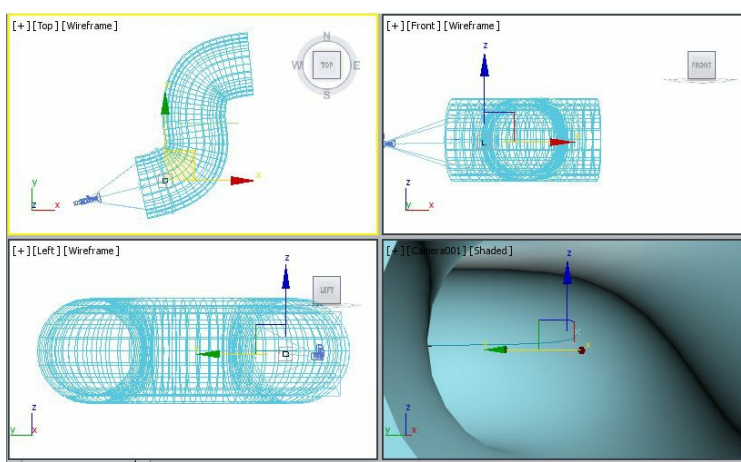 [+] [Top] [Wireframe]
N
W TOP E
S
y
z x
x
[+] [Front] [Wireframe]
FRONT
z
x
z
y x
[+] [Left] [Wireframe]
z
LEFT
y
z
y x
[+] [Camera001] [Shaded]
z
y x
z
y x